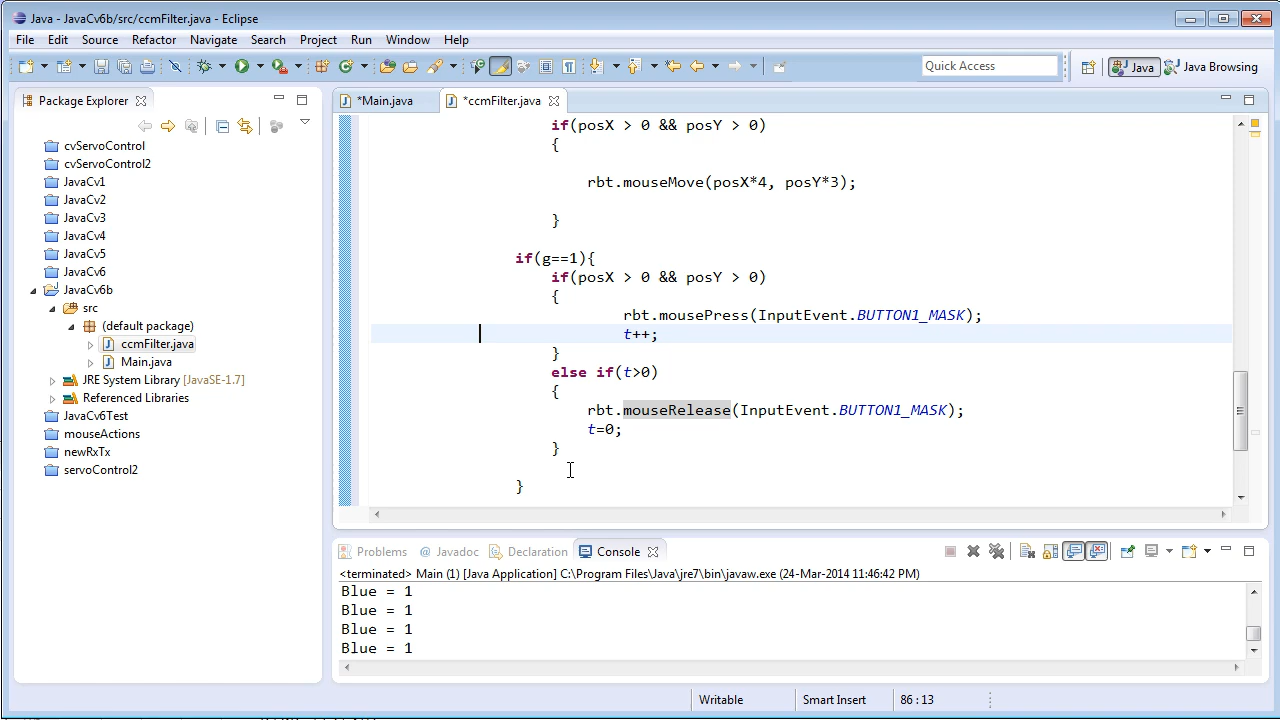 Java - JavaCv6b/src/ccmFilter.java - Eclipse
File Edit Source Refactor Navigate Search Project Run Window Help
Quick Access
Java
Java Browsing
Package Explorer
*Main.java
*ccmFilter.java
cvServoControl
cvServoControl2
JavaCv1
JavaCv2
JavaCv3
JavaCv4
JavaCv5
JavaCv6
JavaCv6b
src
(default package)
ccmFilter.java
Main.java
JRE System Library [JavaSE-1.7]
Referenced Libraries
JavaCv6Test
mouseActions
newRxTx
servoControl2
if(posX > 0 && posY > 0)
{
rbt.mouseMove(posX*4, posY*3);
}
if(g==1){
if(posX > 0 && posY > 0)
{
rbt.mousePress(InputEvent.BUTTON1_MASK);
t++;
}
else if(t>0)
{
rbt.mouseRelease(InputEvent.BUTTON1_MASK);
t=0;
}
}
Problems @ Javadoc Declaration Console
<terminated> Main (1) [Java Application] C:\Program Files\Java\jre7\bin\javaw.exe (24-Mar-2014 11:46:42 PM)
Blue = 1
Blue = 1
Blue = 1
Blue = 1
Writable
Smart Insert
86 : 13